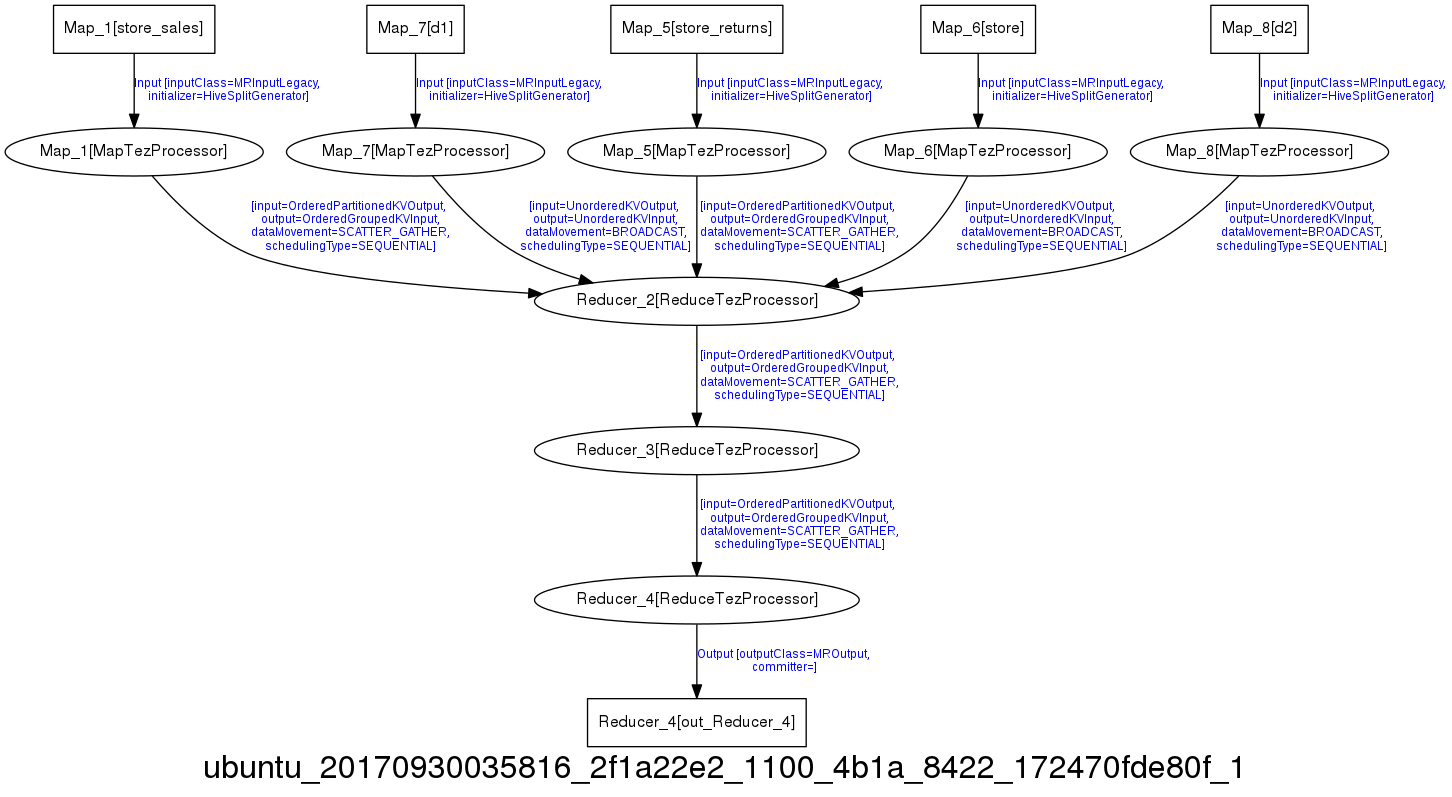 Map_1[store_sales]
Map_7[d1]
Map_5[store_returns]
Map_6[store]
Map_8[d2]
Input [inputClass=MRInputLegacy,
initializer=HiveSplitGenerator]
Input [inputClass=MRInputLegacy,
initializer=HiveSplitGenerator]
Input [inputClass=MRInputLegacy,
initializer=HiveSplitGenerator]
Input [inputClass=MRInputLegacy,
initializer=HiveSplitGenerator]
Input [inputClass=MRInputLegacy,
initializer=HiveSplitGenerator]
Map_1[MapTezProcessor]
Map_7[MapTezProcessor]
Map_5[MapTezProcessor]
Map_6[MapTezProcessor]
Map_8[MapTezProcessor]
[input=OrderedPartitionedKVOutput,
output=OrderedGroupedKVInput,
dataMovement=SCATTER_GATHER,
schedulingType=SEQUENTIAL]
[input=UnorderedKVOutput,
output=UnorderedKVInput,
dataMovement=BROADCAST,
schedulingType=SEQUENTIAL]
[input=OrderedPartitionedKVOutput,
output=OrderedGroupedKVInput,
dataMovement=SCATTER_GATHER,
schedulingType=SEQUENTIAL]
[input=UnorderedKVOutput,
output=UnorderedKVInput,
dataMovement=BROADCAST,
schedulingType=SEQUENTIAL]
[input=UnorderedKVOutput,
output=UnorderedKVInput,
dataMovement=BROADCAST,
schedulingType=SEQUENTIAL]
Reducer_2[ReduceTezProcessor]
[input=OrderedPartitionedKVOutput,
output=OrderedGroupedKVInput,
dataMovement=SCATTER_GATHER,
schedulingType=SEQUENTIAL]
Reducer_3[ReduceTezProcessor]
[input=OrderedPartitionedKVOutput,
output=OrderedGroupedKVInput,
dataMovement=SCATTER_GATHER,
schedulingType=SEQUENTIAL]
Reducer_4[ReduceTezProcessor]
Output [outputClass=MROutput,
committer=]
Reducer_4[out_Reducer_4]
ubuntu_20170930035816_2f1a22e2_1100_4b1a_8422_172470fde80f_1